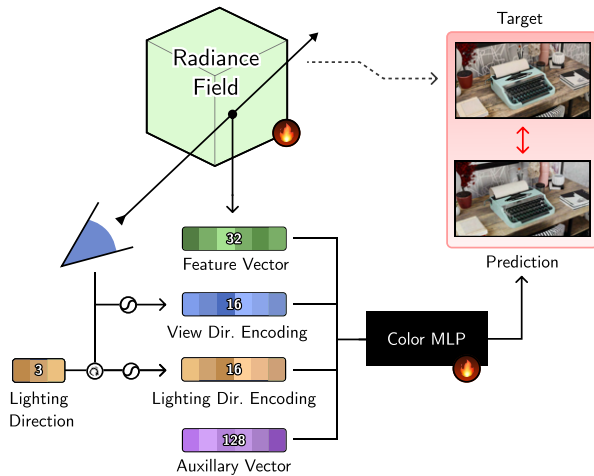 Target
Radiance
Field
32
Feature Vector
Prediction
16
View Dir. Encoding
Color MLP
3
16
Lighting
Direction
Lighting Dir. Encoding
128
Auxillary Vector